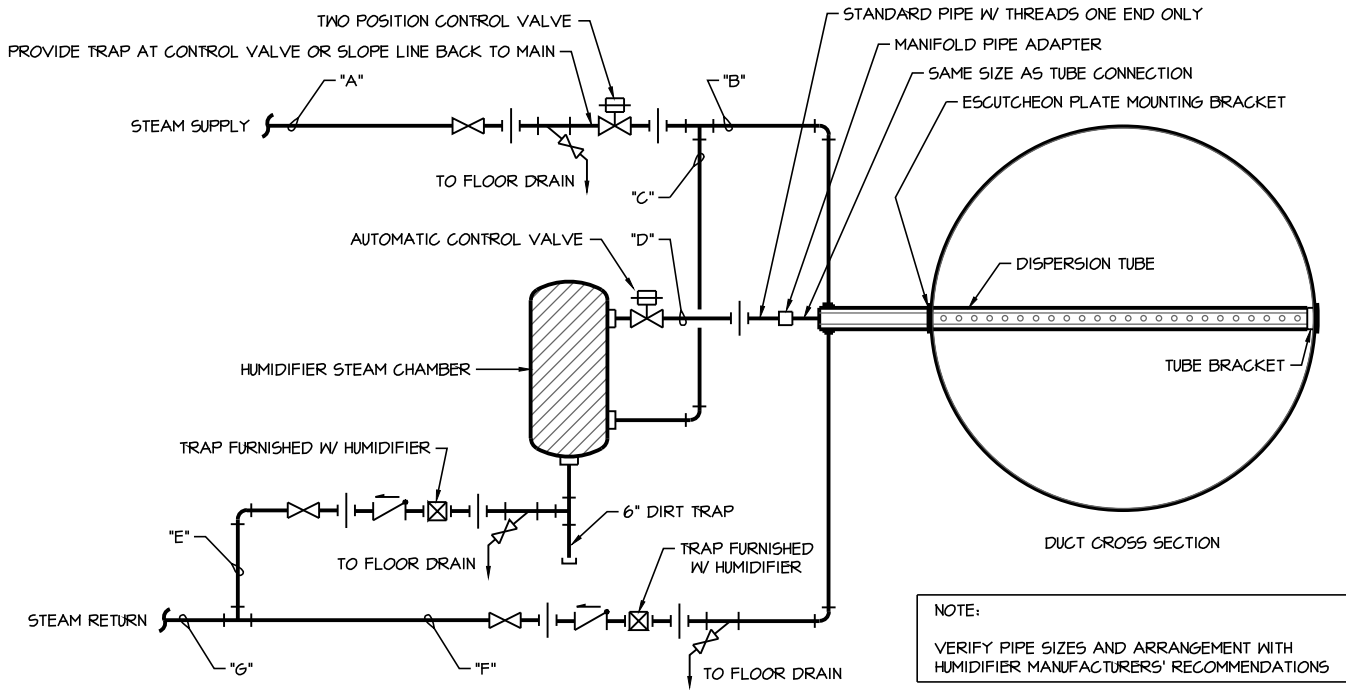 TWO POSITION CONTROL VALVE
STANDARD PIPE W/ THREADS ONE END ONLY
PROVIDE TRAP AT CONTROL VALVE OR SLOPE LINE BACK TO MAIN
MANIFOLD PIPE ADAPTER
"A"
"B"
SAME SIZE AS TUBE CONNECTION
ESCUTCHEON PLATE MOUNTING BRACKET
STEAM SUPPLY
TO FLOOR DRAIN
"C"
AUTOMATIC CONTROL VALVE
"D"
DISPERSION TUBE
HUMIDIFIER STEAM CHAMBER
TUBE BRACKET
TRAP FURNISHED W/ HUMIDIFIER
6" DIRT TRAP
"E"
TO FLOOR DRAIN
TRAP FURNISHED
W/ HUMIDIFIER
DUCT CROSS SECTION
STEAM RETURN
"G"
"F"
TO FLOOR DRAIN
NOTE:
VERIFY PIPE SIZES AND ARRANGEMENT WITH
HUMIDIFIER MANUFACTURERS' RECOMMENDATIONS